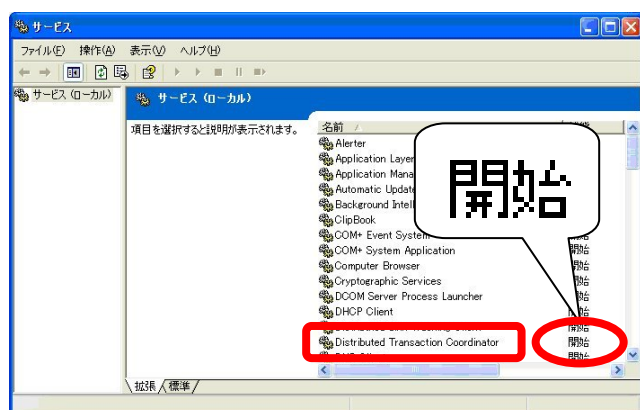 サービス
ファイル(F) 操作(A) 表示(V) ヘルプ(H)
サービス (ローカル)
サービス (ローカル)
項目を選択すると説明が表示されます。
名前
Alerter
Application Layer
Application Mana
Automatic Update
Background Intell
ClipBook
COM+ Event System
COM+ System Application 開始
Computer Browser 開始
Cryptographic Services 開始
DCOM Server Process Launcher 開始
DHCP Client 開始
開始
Distributed Transaction Coordinator 開始
開始
開始
拡張 標準